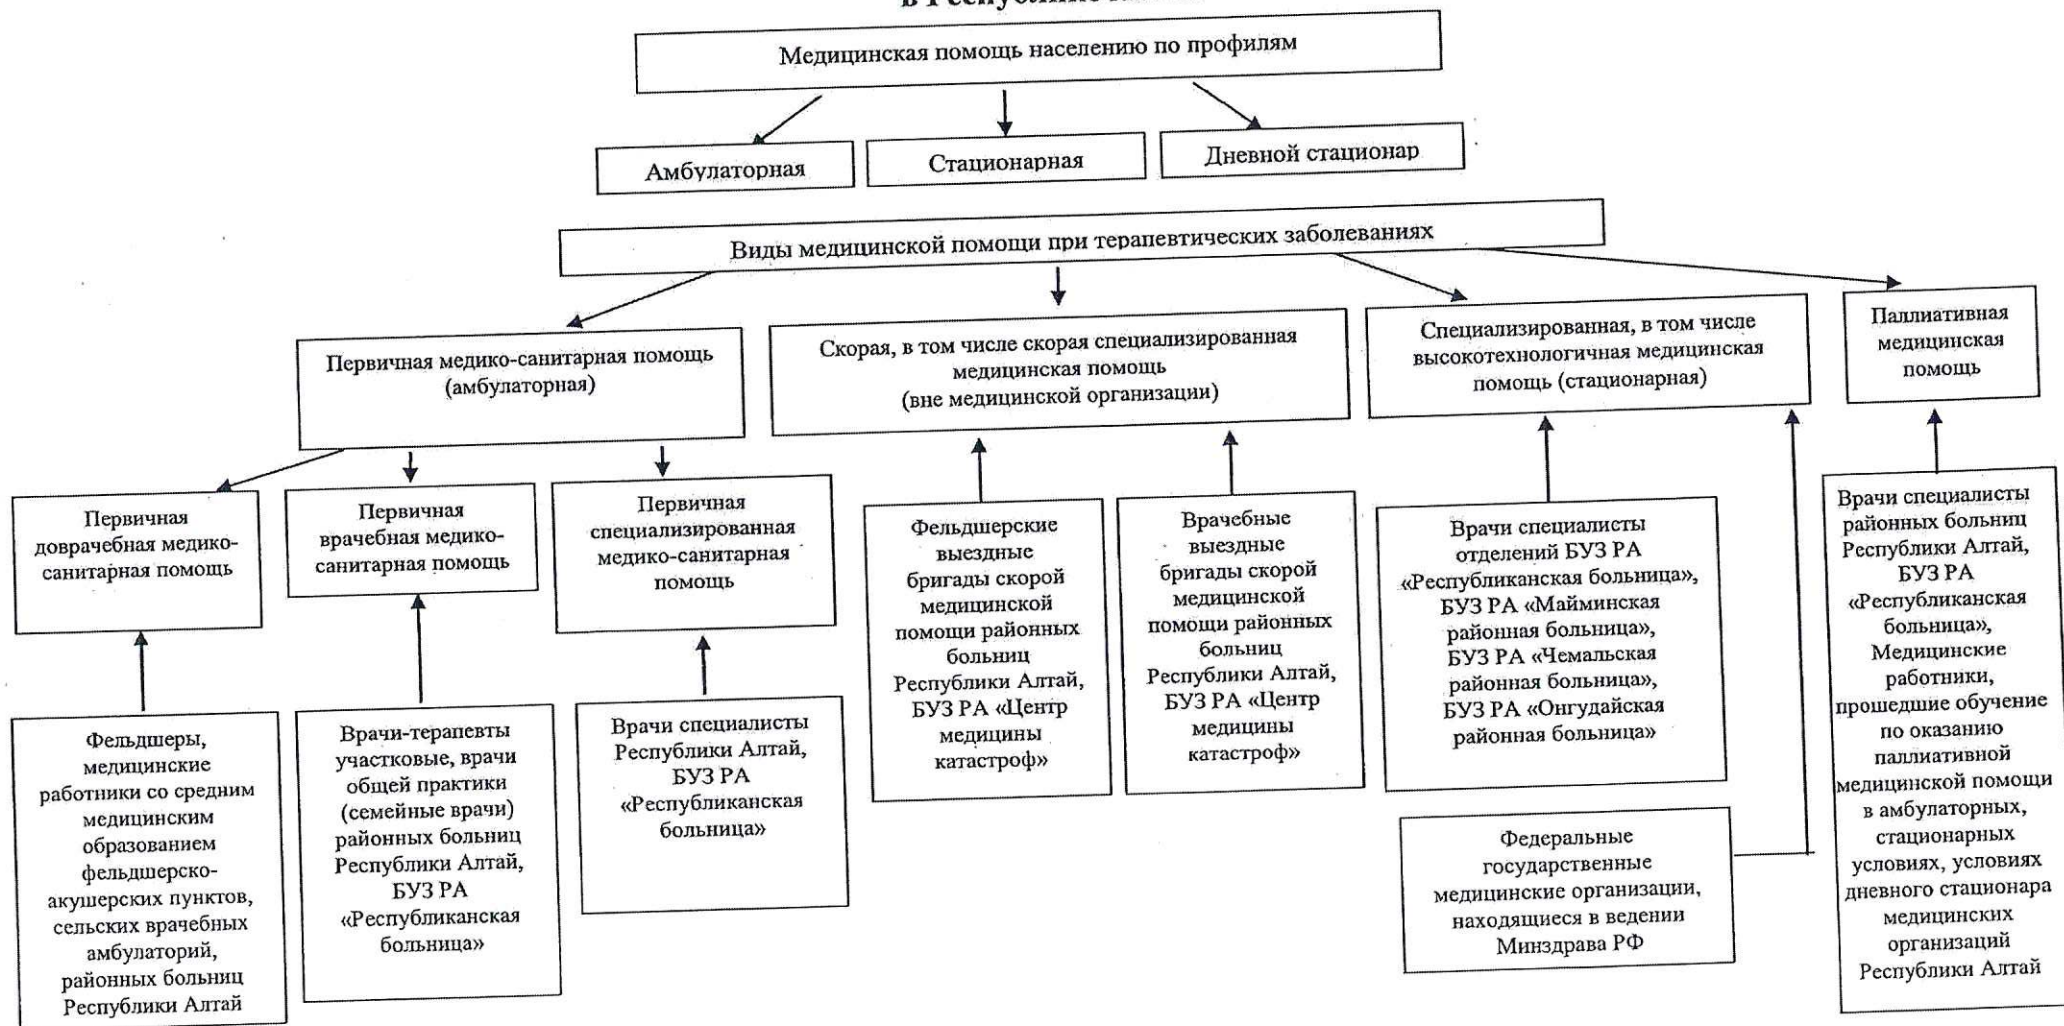 в Республике
Медицинская помощь населению по профилям
Амбулаторная
Стационарная
Дневной стационар
Виды медицинской помощи при терапевтических заболеваниях
Первичная медико-санитарная помощь
(амбулаторная)
Скорая, в том числе скорая специализированная
медицинская помощь
(вне медицинской организации)
Специализированная, в том числе
высокотехнологичная медицинская
помощь (стационарная)
Паллиативная
медицинская
помощь
Первичная
доврачебная медико-
санитарная помощь
Первичная
врачебная медико-
санитарная помощь
Первичная
специализированная
медико-санитарная
помощь
Фельдшерские
выездные
бригады скорой
медицинской
помощи районных
больниц
Республики Алтай,
БУЗ РА «Центр
медицины
катастроф»
Врачебные
выездные
бригады скорой
медицинской
помощи районных
больниц
Республики Алтай,
БУЗ РА «Центр
медицины
катастроф»
Врачи специалисты
отделений БУЗ РА
«Республиканская больница»,
БУЗ РА «Майминская
районная больница»,
БУЗ РА «Чемальская
районная больница»,
БУЗ РА «Онгудайская
районная больница»
Врачи специалисты
районных больниц
Республики Алтай,
БУЗ РА
«Республиканская
больница»,
Медицинские
работники,
прошедшие обучение
по оказанию
паллиативной
медицинской помощи
в амбулаторных,
стационарных
условиях, условиях
дневного стационара
медицинских
организаций
Республики Алтай
Фельдшеры,
медицинские
работники со средним
медицинским
образованием
фельдшерско-
акушерских пунктов,
сельских врачебных
амбулаторий,
районных больниц
Республики Алтай
Врачи-терапевты
участковые, врачи
общей практики
(семейные врачи)
районных больниц
Республики Алтай,
БУЗ РА
«Республиканская
больница»
Врачи специалисты
Республики Алтай,
БУЗ РА
«Республиканская
больница»
Федеральные
государственные
медицинские организации,
находящиеся в ведении
Минздрава РФ